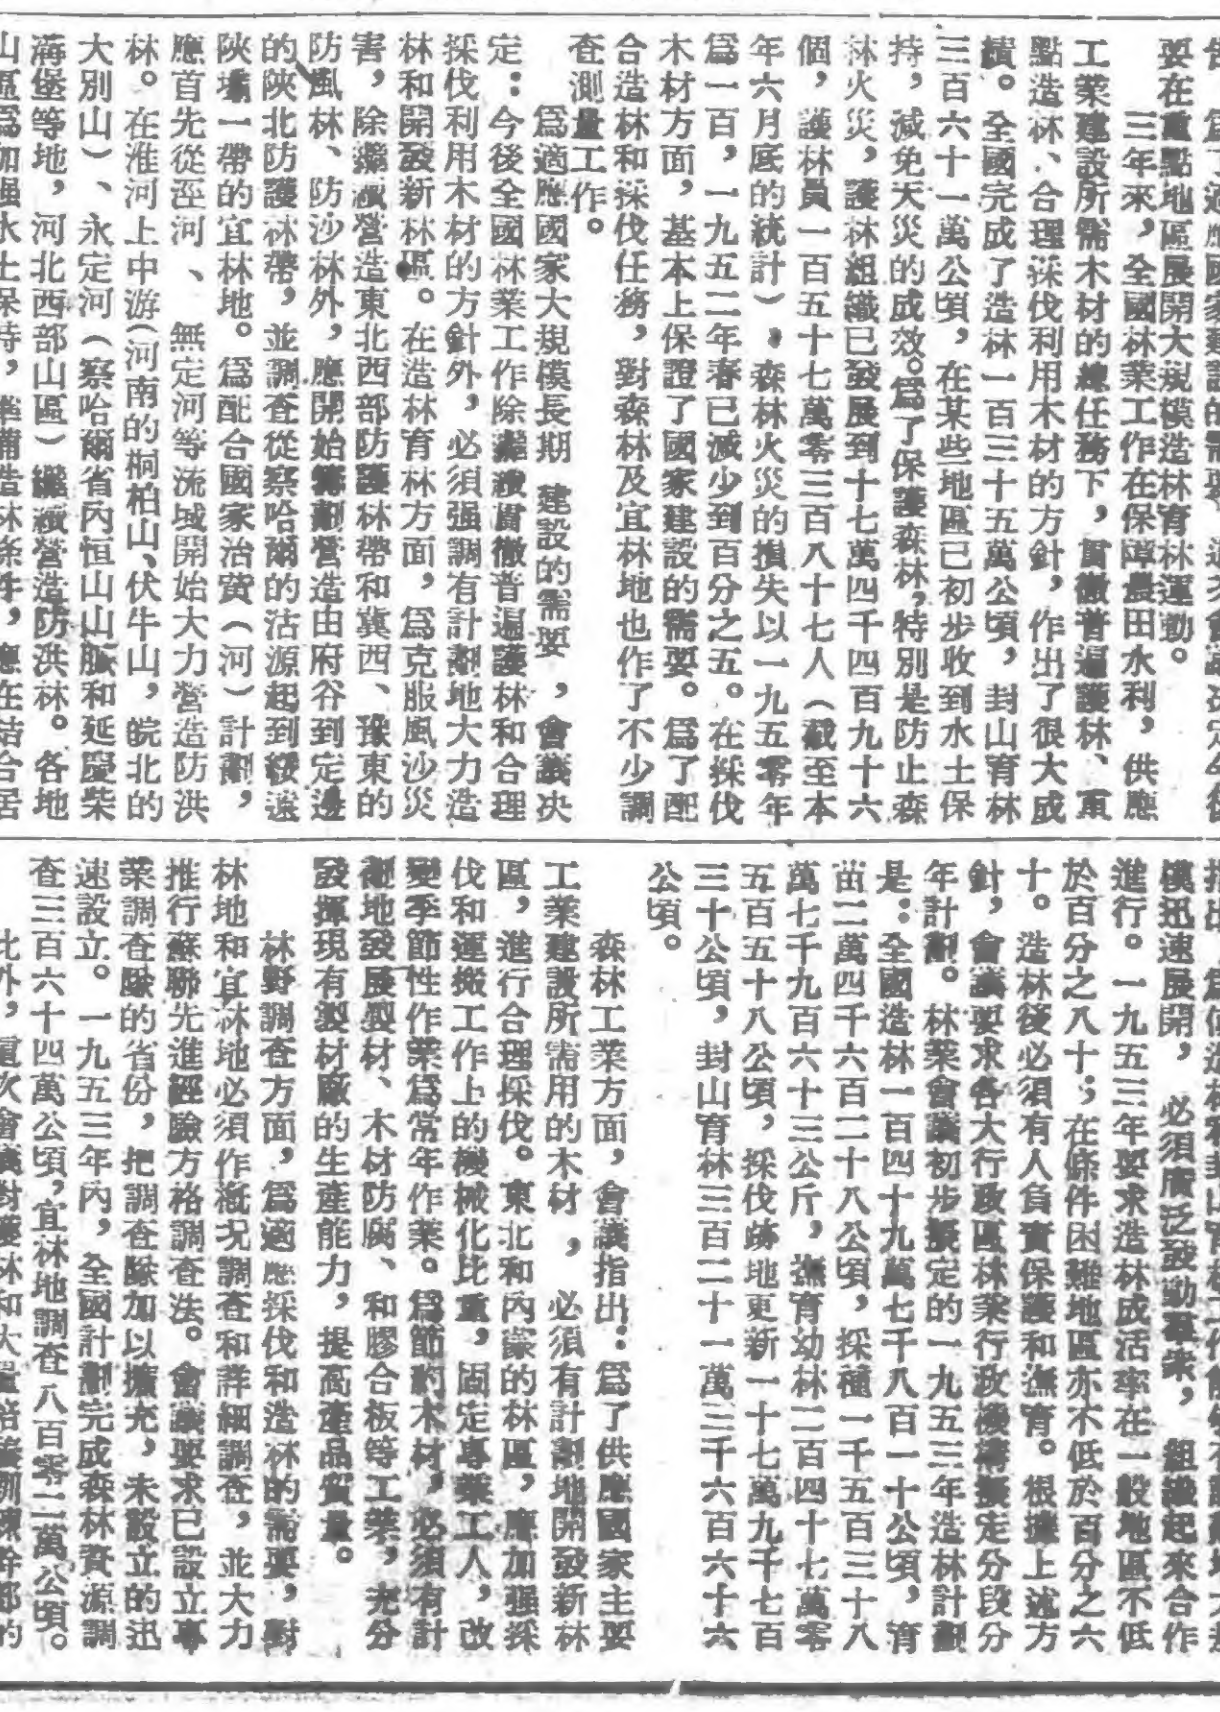 爲了適應國家建設的需要
要在重點地區展開大規模造林育林運動。
三年來，全國林業工作在保障農田水利，供應
工業建設所需木材的總任務下，貫徹普遍護林、重
點造林、合理採伐利用木材的方針，作出了很大成
績。全國完成了造林一百三十五萬公頃，封山育林
三百六十一萬公頃，在某些地區已初步收到水土保
持，減免天災的成效。爲了保護森林，特別是防止森
林火災，護林組織已發展到十七萬四千四百九十六
個，護林員一百五十七萬零三百八十七人（截至本
年六月底的統計），森林火災的損失以一九五零年
爲一百，一九五二年春已減少到百分之五。在採伐
木材方面，基本上保證了國家建設的需要。爲了配
合造林和採伐任務，對森林及宜林地也作了不少調
查測量工作。
爲適應國家大規模長期建設的需要，會議決
定：今後全國林業工作除繼續貫徹普遍護林和合理
採伐利用木材的方針外，必須强調有計劃地大力造
林和開發新林區。在造林育林方面，爲克服風沙災
害，除繼續營造東北西部防護林帶和冀西、豫東的
防風林、防沙林外，應開始籌劃營造由府谷到定邊
的陝北防護林帶，並調查從察哈爾的沽源起到綏遠
陝壩一帶的宜林地。爲配合國家治黃（河）計劃，
應首先從涇河、無定河等流域開始大力營造防洪
林。在淮河上中游（河南的桐柏山、伏牛山，皖北的
大別山）、永定河（察哈爾省內恒山山脈和延慶柴
溝堡等地，河北西部山區）繼續營造防洪林。各地
山區爲加强水土保持，準備造林條件，應在結合居
模迅速展開，必須廣泛發動羣衆，組織起來合作
進行。一九五三年要求造林成活率在一般地區不低
於百分之八十；在條件困難地區亦不低於百分之六
十。造林後必須有人負責保護和撫育。根據上述方
針，會議要求各大行政區林業行政機構擬定分段分
年計劃。林業會議初步擬定的一九五三年造林計劃
是：全國造林一百四十九萬七千八百一十公頃，育
苗二萬四千六百二十八公頃，採種一千五百三十八
萬七千九百六十三公斤，撫育幼林二百四十七萬零
五百五十八公頃，採伐跡地更新一十七萬九千七百
三十公頃，封山育林三百二十一萬三千六百六十六
公頃。
森林工業方面，會議指出：爲了供應國家主要
工業建設所需用的木材，必須有計劃地開發新林
區，進行合理採伐。東北和內蒙的林區，應加强採
伐和運搬工作上的機械化比重，固定專業工人，改
變季節性作業爲常年作業。爲節約木材，必須有計
劃地發展製材、木材防腐、和膠合板等工業，充分
發揮現有製材廠的生產能力，提高產品質量。
林野調查方面，爲適應採伐和造林的需要，對
林地和宜林地必須作概況調查和詳細調查，並大力
推行蘇聯先進經驗方格調查法。會議要求已設立專
業調查隊的省份，把調查隊加以擴充，未設立的迅
速設立。一九五三年內，全國計劃完成森林資源調
查三百六十四萬公頃，宜林地調查八百零二萬公頃。
此外，這次會議對